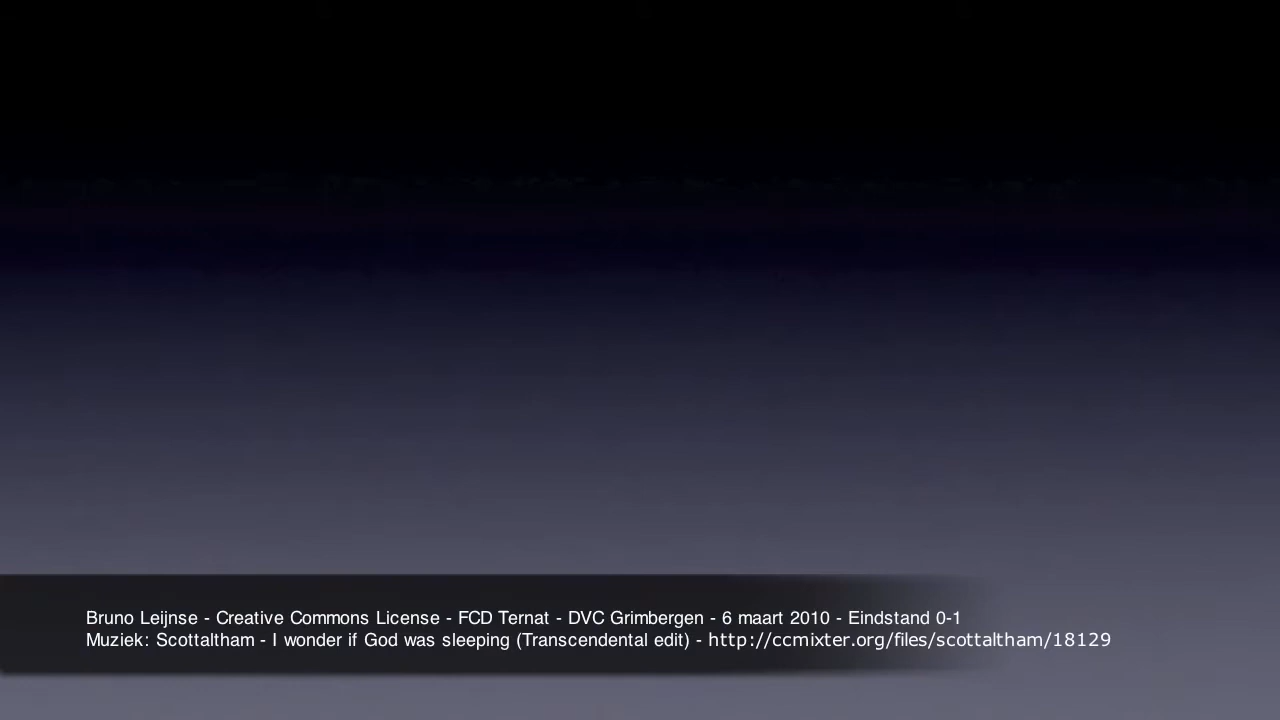 Bruno Leijnse - Creative Commons License - FCD Ternat - DVC Grimbergen - 6 maart 2010 - Eindstand 0-1
Muziek: Scottaltham - I wonder if God was sleeping (Transcendental edit) - http://ccmixter.org/files/scottaltham/18129